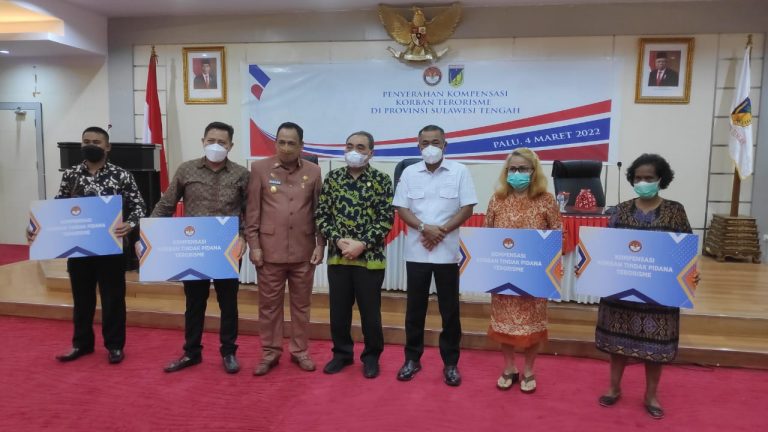 PENYERAHAN KOMPENSASI
KORBAN TERORISME
DI PROVINSI SULAWESI TENGAH
PALU, 4 MARET 2022
KOMPENSASI
KORBAN TINDAK PIDANA
TERORISME
KOMPENSASI
KORBAN TINDAK PIDANA
TERORISME
KOMPENSASI
KORBAN TINDAK PIDANA
TERORISME
KOMPENSASI
KORBAN TINDAK PIDANA
TERORISME